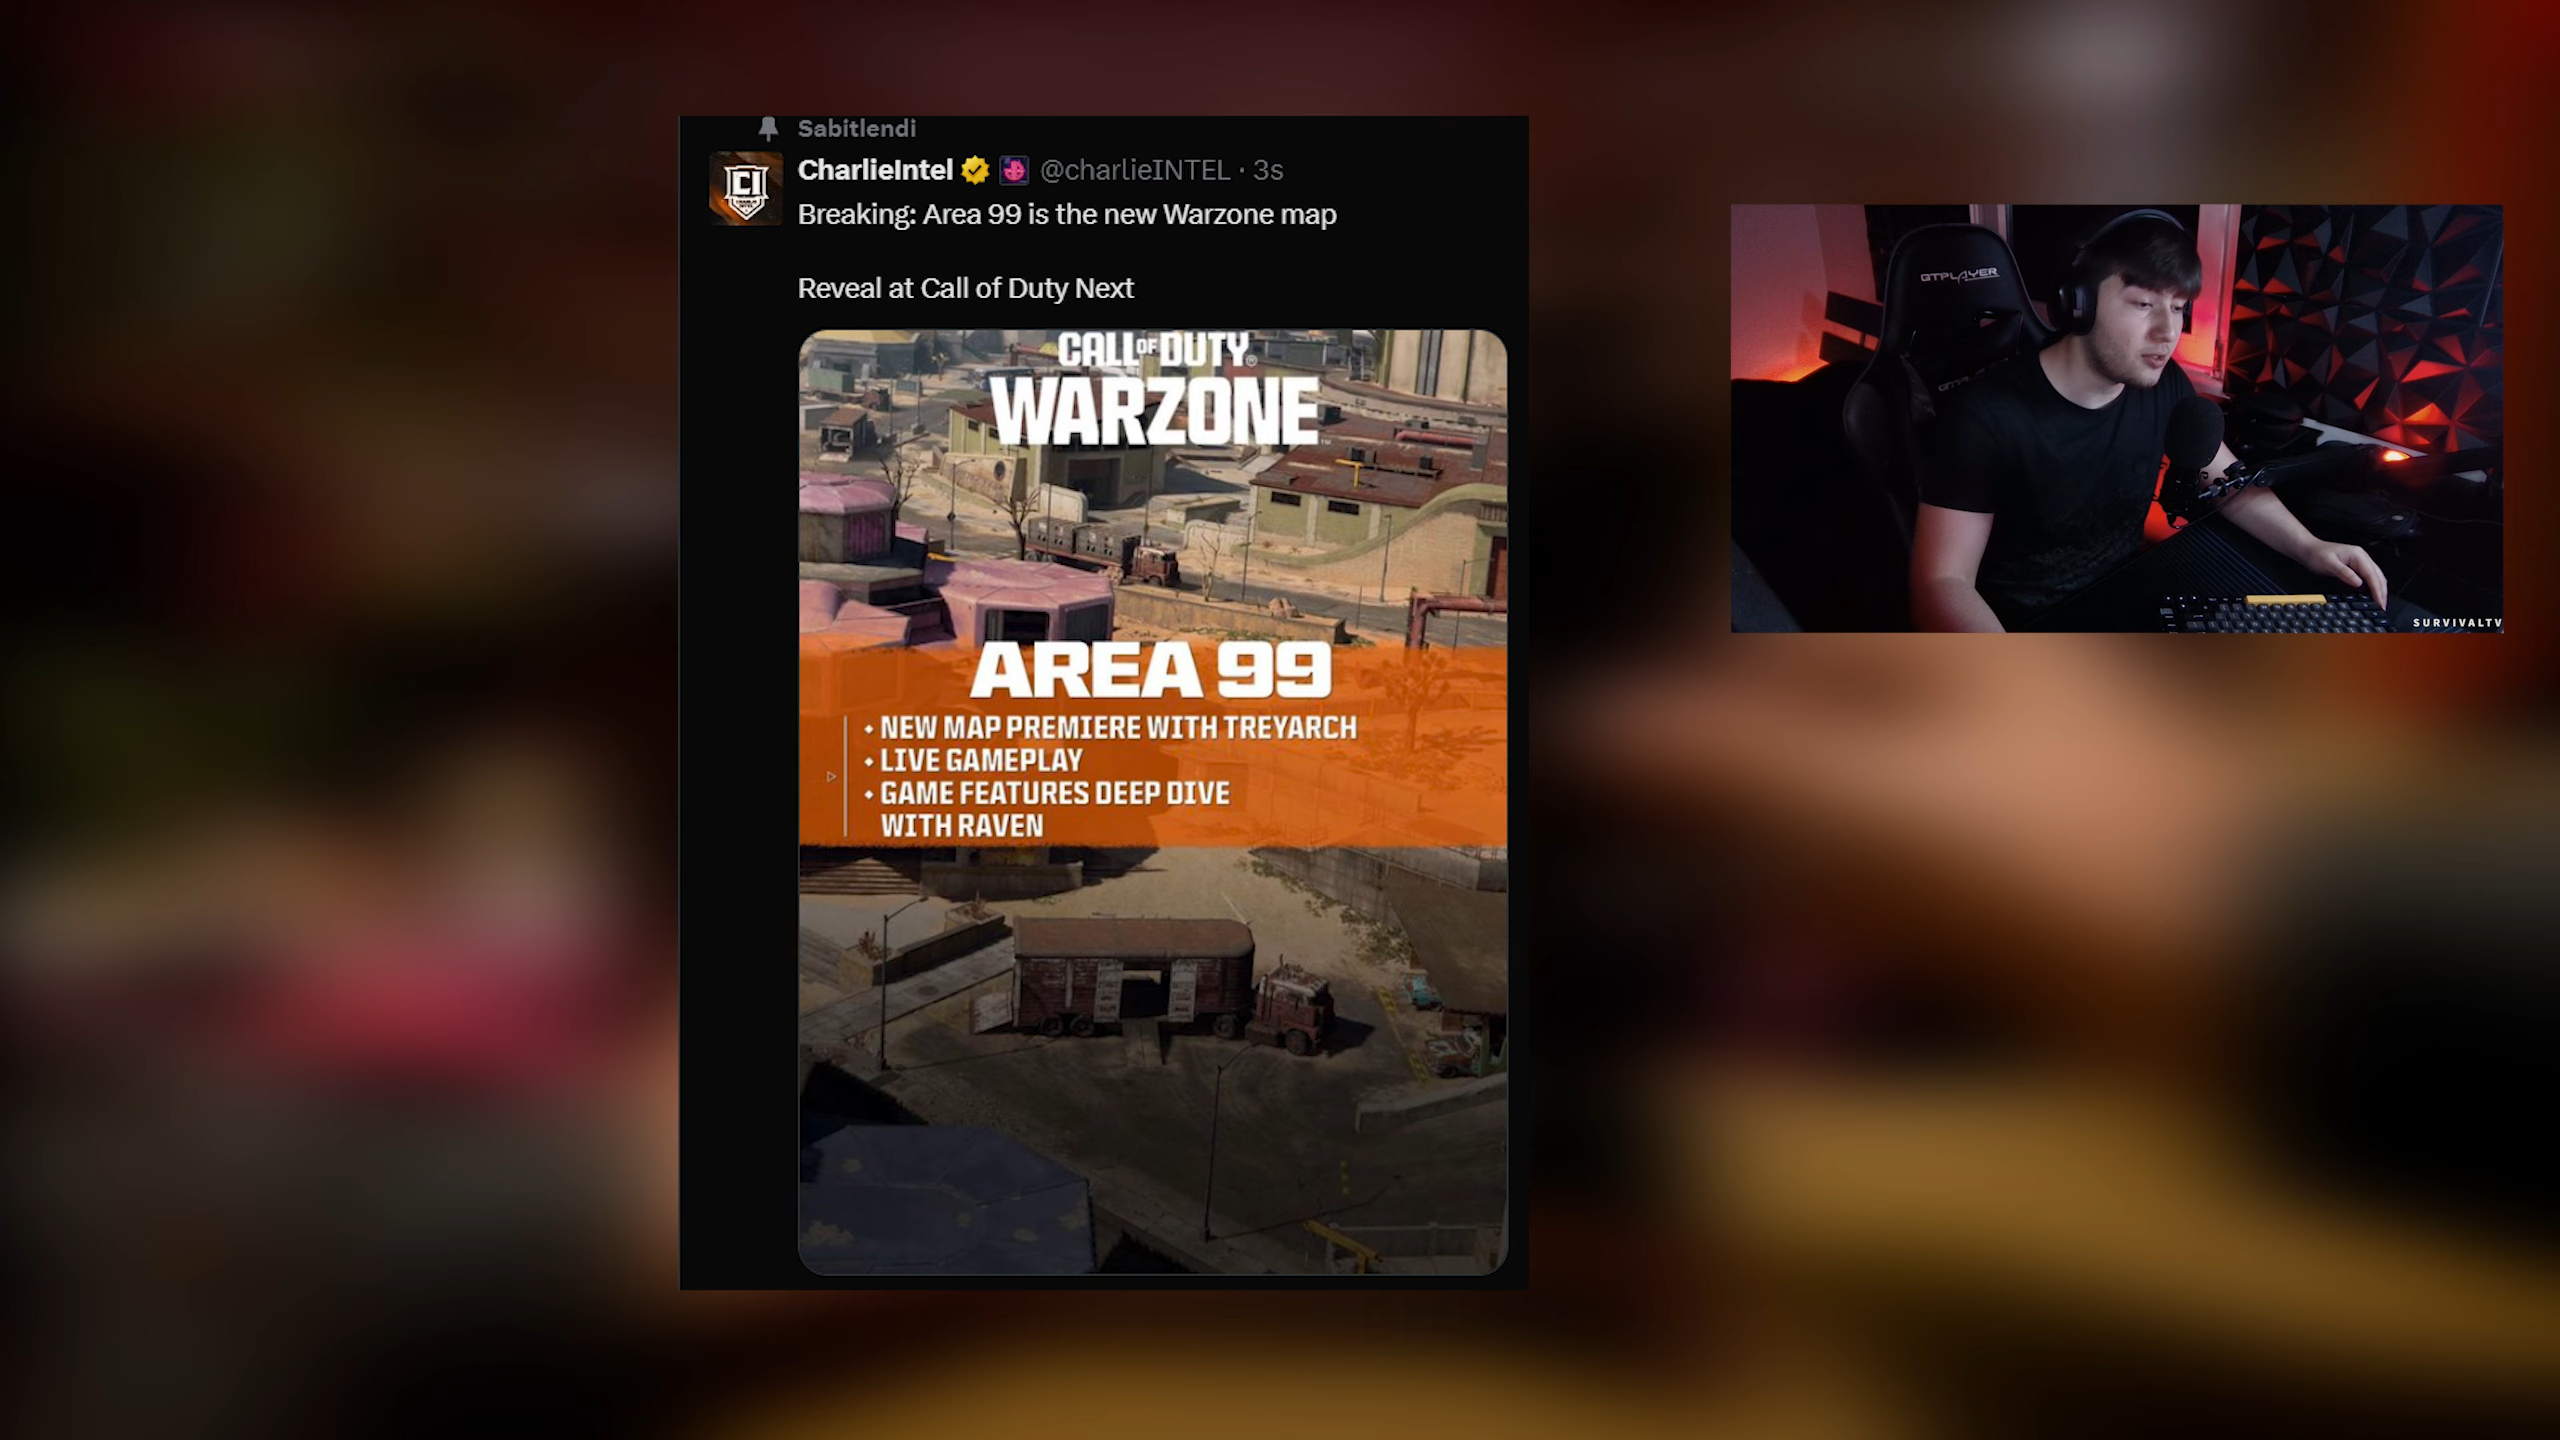 Sabitlendi
CharlieIntel @charlieINTEL · 3s
Breaking: Area 99 is the new Warzone map
Reveal at Call of Duty Next
CALL OF DUTY®
WARZONE™
AREA 99
• NEW MAP PREMIERE WITH TREYARCH
• LIVE GAMEPLAY
• GAME FEATURES DEEP DIVE
WITH RAVEN
CI
GTPLAYER
SURVIVALTV